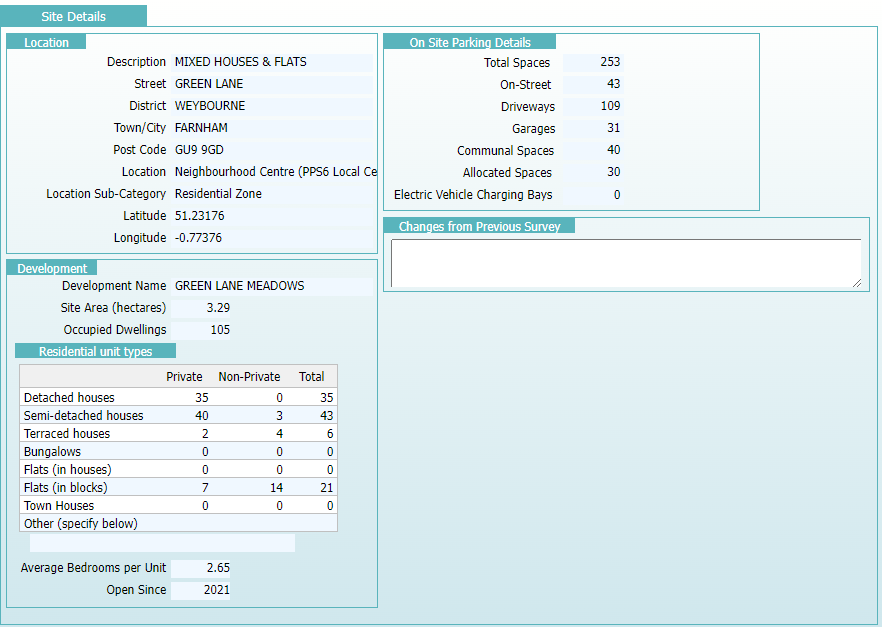 Site Details
Location
Description MIXED HOUSES & FLATS
Street GREEN LANE
District WEYBOURNE
Town/City FARNHAM
Post Code GU9 9GD
Location Neighbourhood Centre (PPS6 Local Ce
Location Sub-Category Residential Zone
Latitude 51.23176
Longitude -0.77376
Development
Development Name GREEN LANE MEADOWS
Site Area (hectares) 3.29
Occupied Dwellings 105
Residential unit types
Private Non-Private Total
Detached houses 35 0 35
Semi-detached houses 40 3 43
Terraced houses 2 4 6
Bungalows 0 0 0
Flats (in houses) 0 0 0
Flats (in blocks) 7 14 21
Town Houses 0 0 0
Other (specify below)
Average Bedrooms per Unit 2.65
Open Since 2021
On Site Parking Details
Total Spaces 253
On-Street 43
Driveways 109
Garages 31
Communal Spaces 40
Allocated Spaces 30
Electric Vehicle Charging Bays 0
Changes from Previous Survey